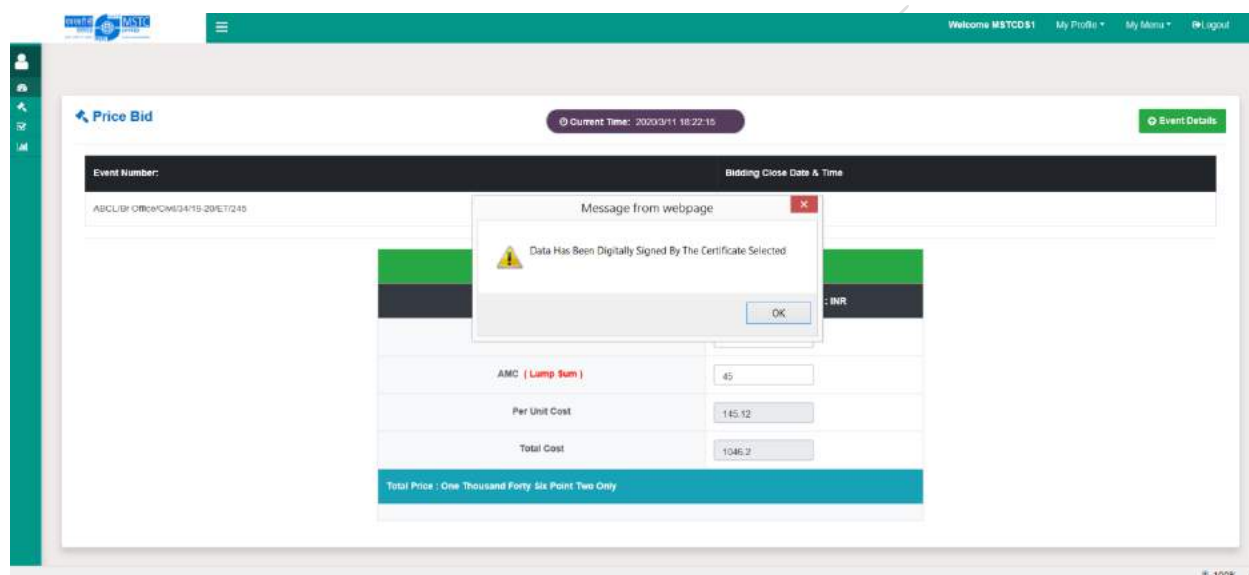 MSTC
Welcome MSTCDS1 My Profile My Menu Logout
Price Bid
Current Time: 2020/3/11 18:22:15
Event Details
Event Number: Bidding Close Date & Time
ABCL/Br Office/Civil/34/19-20/ET/245
Message from webpage
Data Has Been Digitally Signed By The Certificate Selected
: INR
OK
AMC ( Lump Sum ) 45
Per Unit Cost 145.12
Total Cost 1046.2
Total Price : One Thousand Forty Six Point Two Only
100%